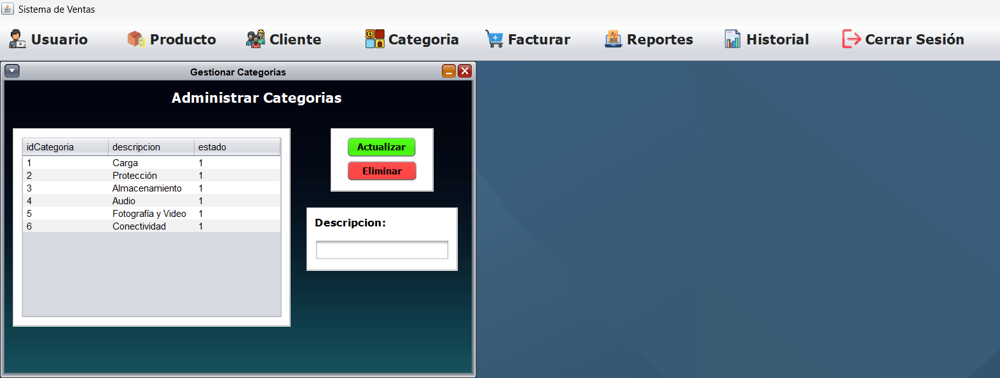 Sistema de Ventas
Usuario Producto Cliente Categoria Facturar Reportes Historial Cerrar Sesión
Gestionar Categorias
Administrar Categorias
idCategoria descripcion estado
1 Carga 1
2 Protección 1
3 Almacenamiento 1
4 Audio 1
5 Fotografía y Video 1
6 Conectividad 1
Actualizar
Eliminar
Descripcion: